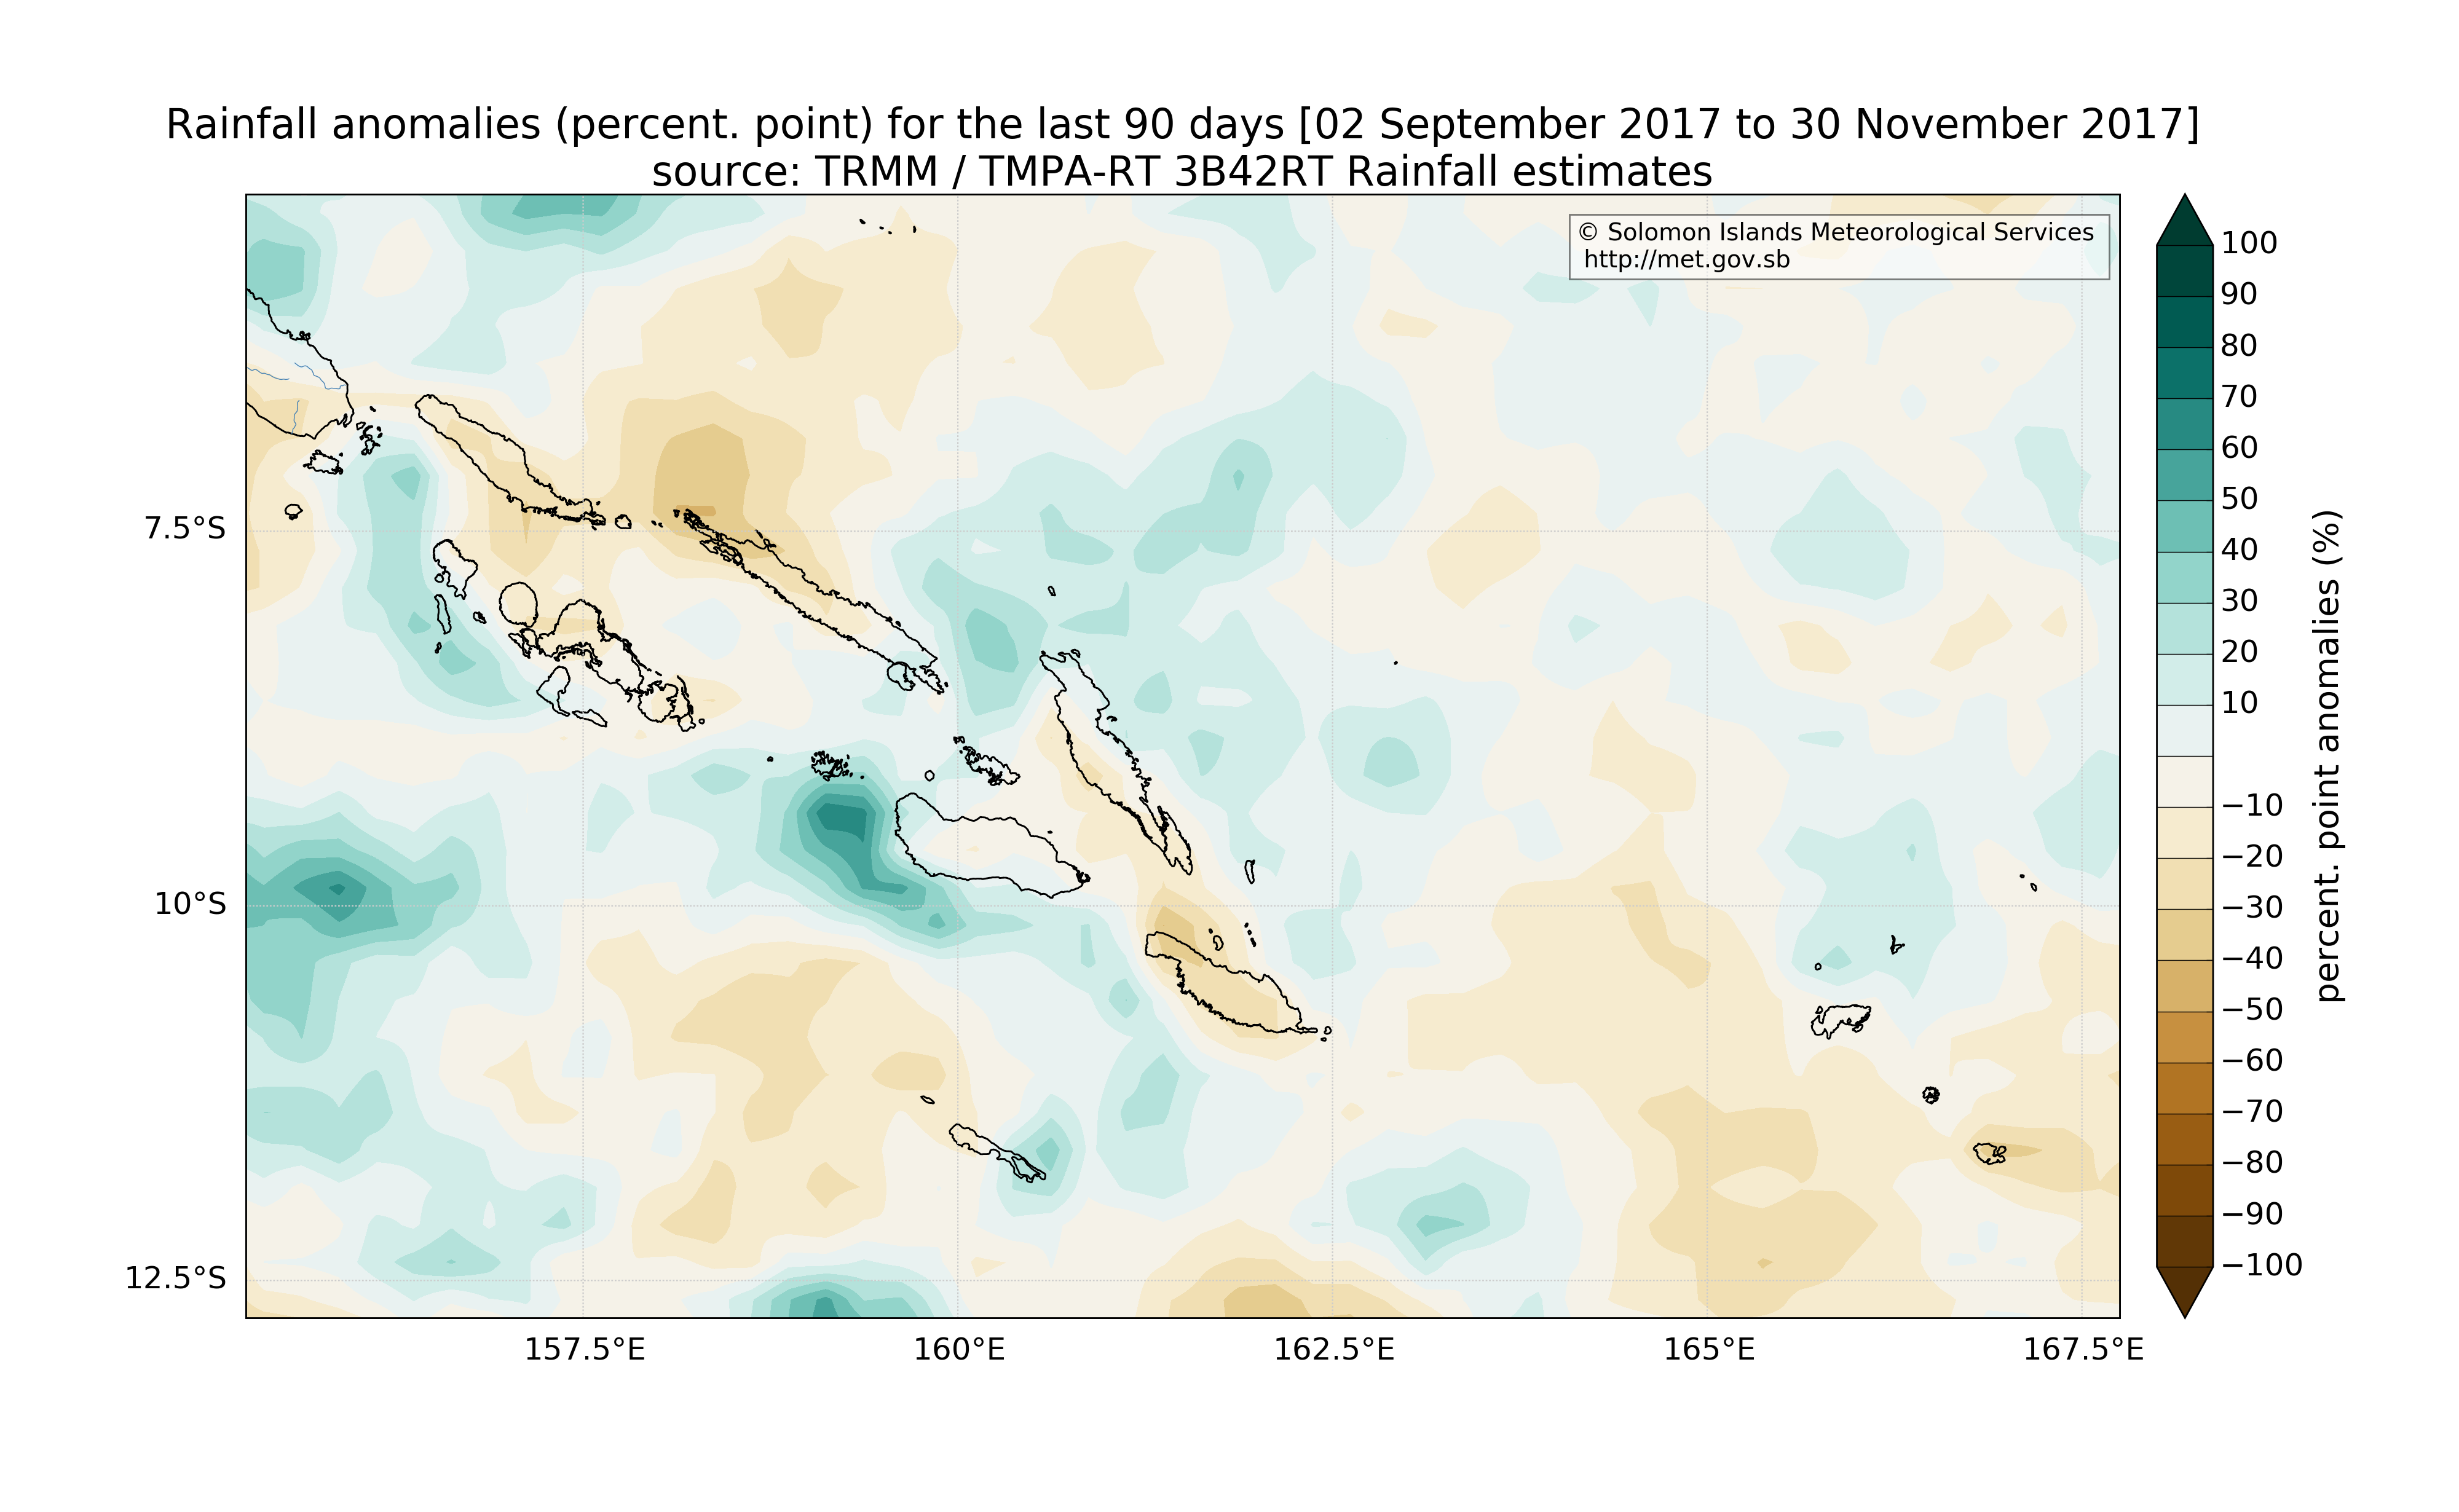 Rainfall anomalies (percent. point) for the last 90 days [02 September 2017 to 30 November 2017]
source: TRMM / TMPA-RT 3B42RT Rainfall estimates
© Solomon Islands Meteorological Services
http://met.gov.sb
7.5°S
10°S
12.5°S
157.5°E
160°E
162.5°E
165°E
167.5°E
100
90
80
70
60
50
40
30
20
10
−10
−20
−30
−40
−50
−60
−70
−80
−90
−100
percent. point anomalies (%)